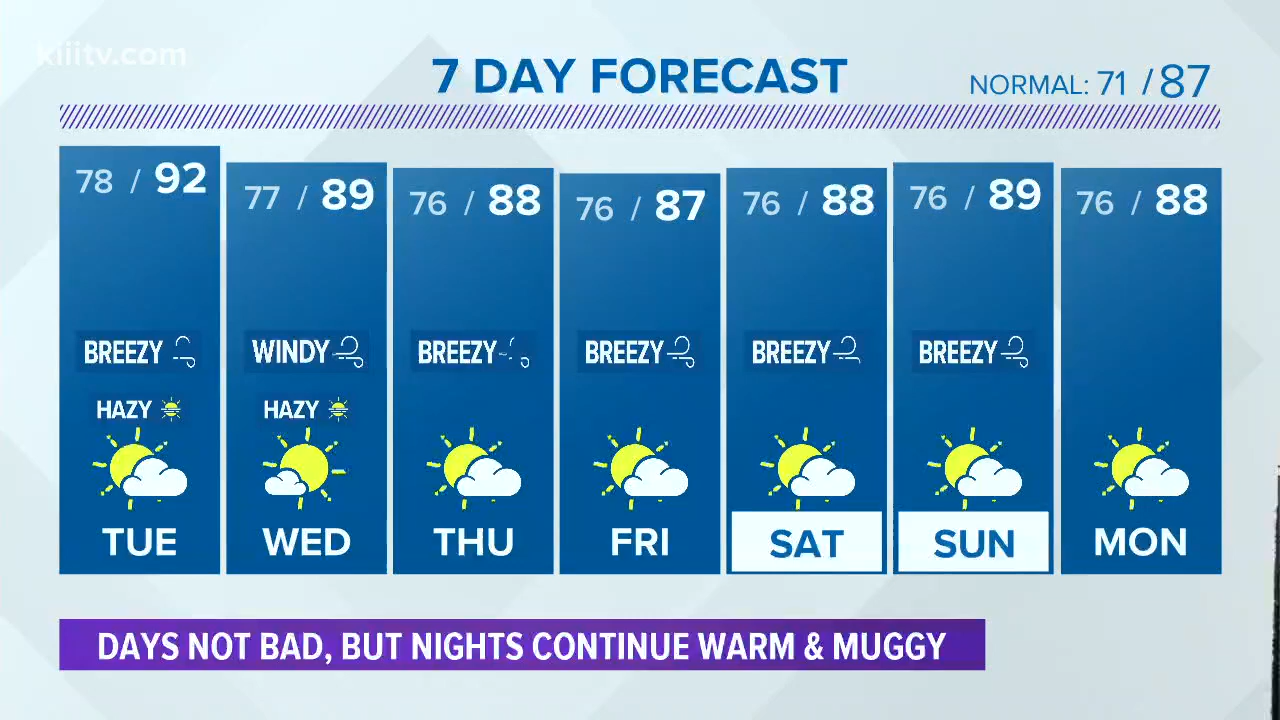 kiiitv.com
7 DAY FORECAST
NORMAL: 71 / 87
78 / 92
BREEZY
HAZY
TUE
77 / 89
WINDY
HAZY
WED
76 / 88
BREEZY
THU
76 / 87
BREEZY
FRI
76 / 88
BREEZY
SAT
76 / 89
BREEZY
SUN
76 / 88
MON
DAYS NOT BAD, BUT NIGHTS CONTINUE WARM & MUGGY